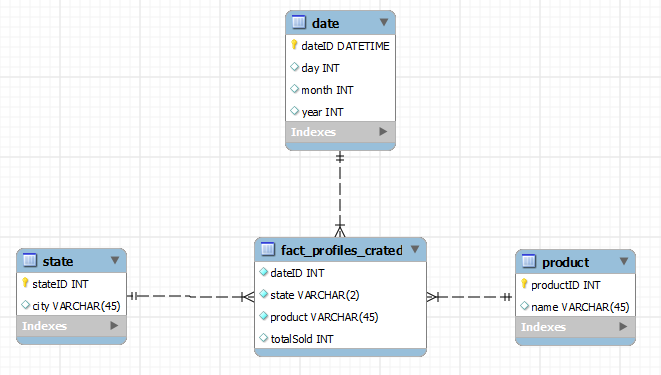 date
dateID DATETIME
day INT
month INT
year INT
Indexes
state
stateID INT
city VARCHAR(45)
Indexes
fact_profiles_crated
dateID INT
state VARCHAR(2)
product VARCHAR(45)
totalSold INT
product
productID INT
name VARCHAR(45)
Indexes